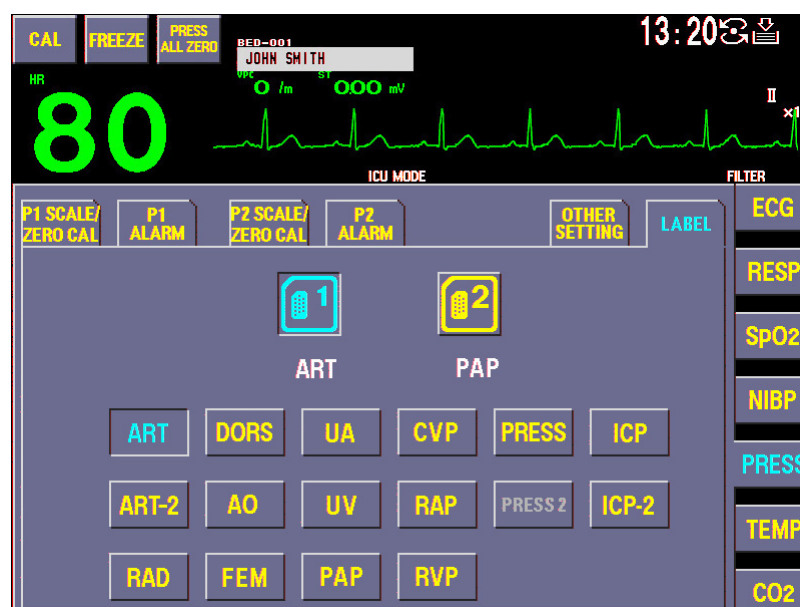 CAL
FREEZE
PRESS
ALL ZERO
BED-001
JOHN SMITH
13:20
HR
80
VPC
0 /m
ST
0.00 mV
II
×1
ICU MODE
FILTER
P1 SCALE/
ZERO CAL
P1
ALARM
P2 SCALE/
ZERO CAL
P2
ALARM
OTHER
SETTING
LABEL
1
2
ART
PAP
ART
DORS
UA
CVP
PRESS
ICP
ART-2
AO
UV
RAP
PRESS2
ICP-2
RAD
FEM
PAP
RVP
ECG
RESP
SpO2
NIBP
PRESS
TEMP
CO2